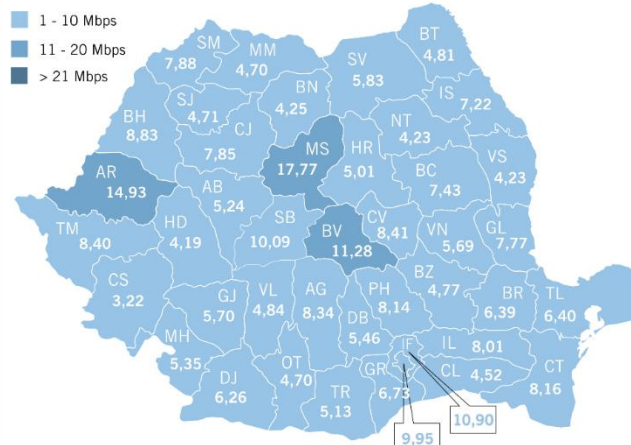 1 - 10 Mbps
11 - 20 Mbps
> 21 Mbps
SM
7,88
MM
4,70
BT
4,81
SV
5,83
IS
7,22
SJ
4,71
BN
4,25
BH
8,83
CJ
7,85
NT
4,23
MS
17,77
HR
5,01
VS
4,23
BC
7,43
AR
14,93
AB
5,24
TM
8,40
HD
4,19
SB
10,09
BV
11,28
CV
8,41
VN
5,69
GL
7,77
CS
3,22
GJ
5,70
VL
4,84
AG
8,34
PH
8,14
BZ
4,77
BR
6,39
TL
6,40
DB
5,46
MH
5,35
IF
IL
8,01
OT
4,70
DJ
6,26
TR
5,13
GR
6,73
CL
4,52
CT
8,16
10,90
9,95